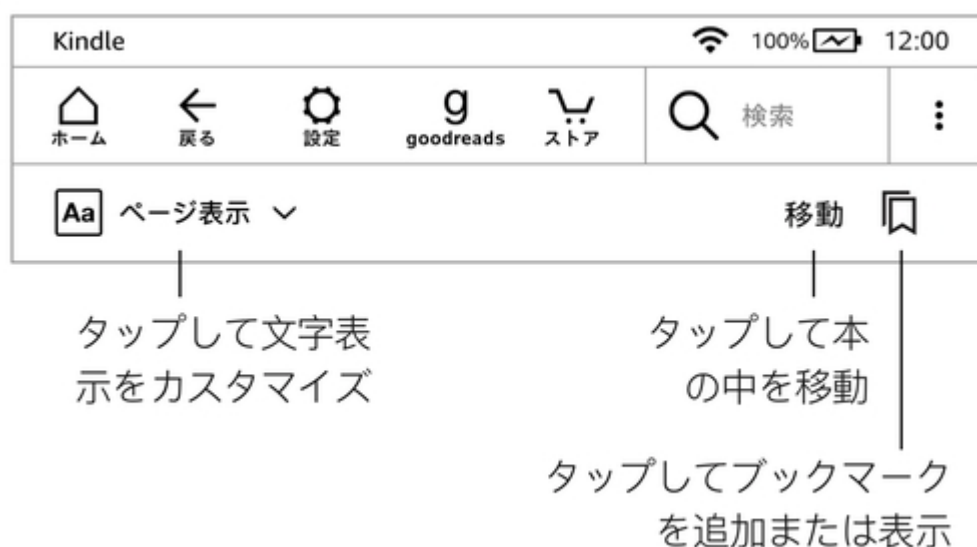 Kindle 100% 12:00
ホーム 戻る 設定 g goodreads ストア 検索
Aa ページ表示 移動
タップして文字表
示をカスタマイズ
タップして本
の中を移動
タップしてブックマーク
を追加または表示